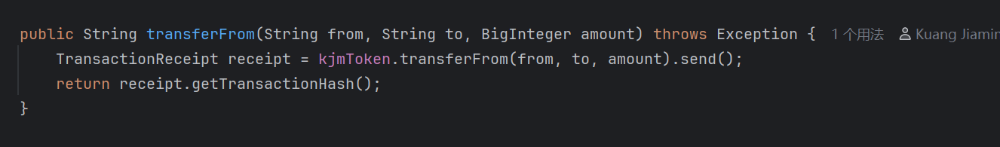 public String transferFrom(String from, String to, BigInteger amount) throws Exception { 1 个用法 Kuang Jiamin
TransactionReceipt receipt = kjmToken.transferFrom(from, to, amount).send();
return receipt.getTransactionHash();
}